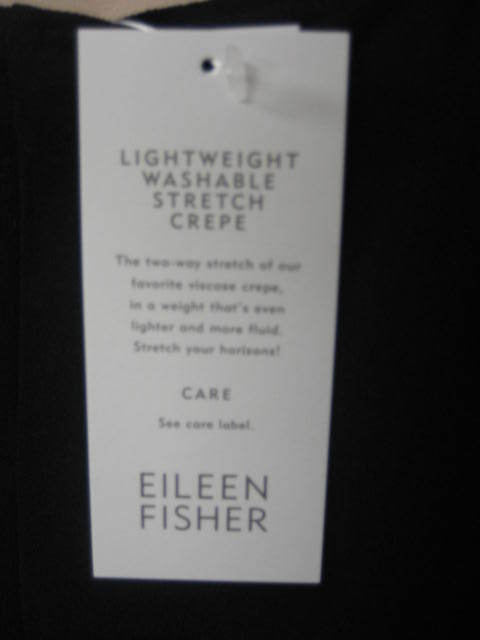 LIGHTWEIGHT
WASHABLE
STRETCH
CREPE
The two-way stretch of our
favorite viscose crepe,
in a weight that's even
lighter and more fluid.
Stretch your horizons!
CARE
See care label.
EILEEN
FISHER